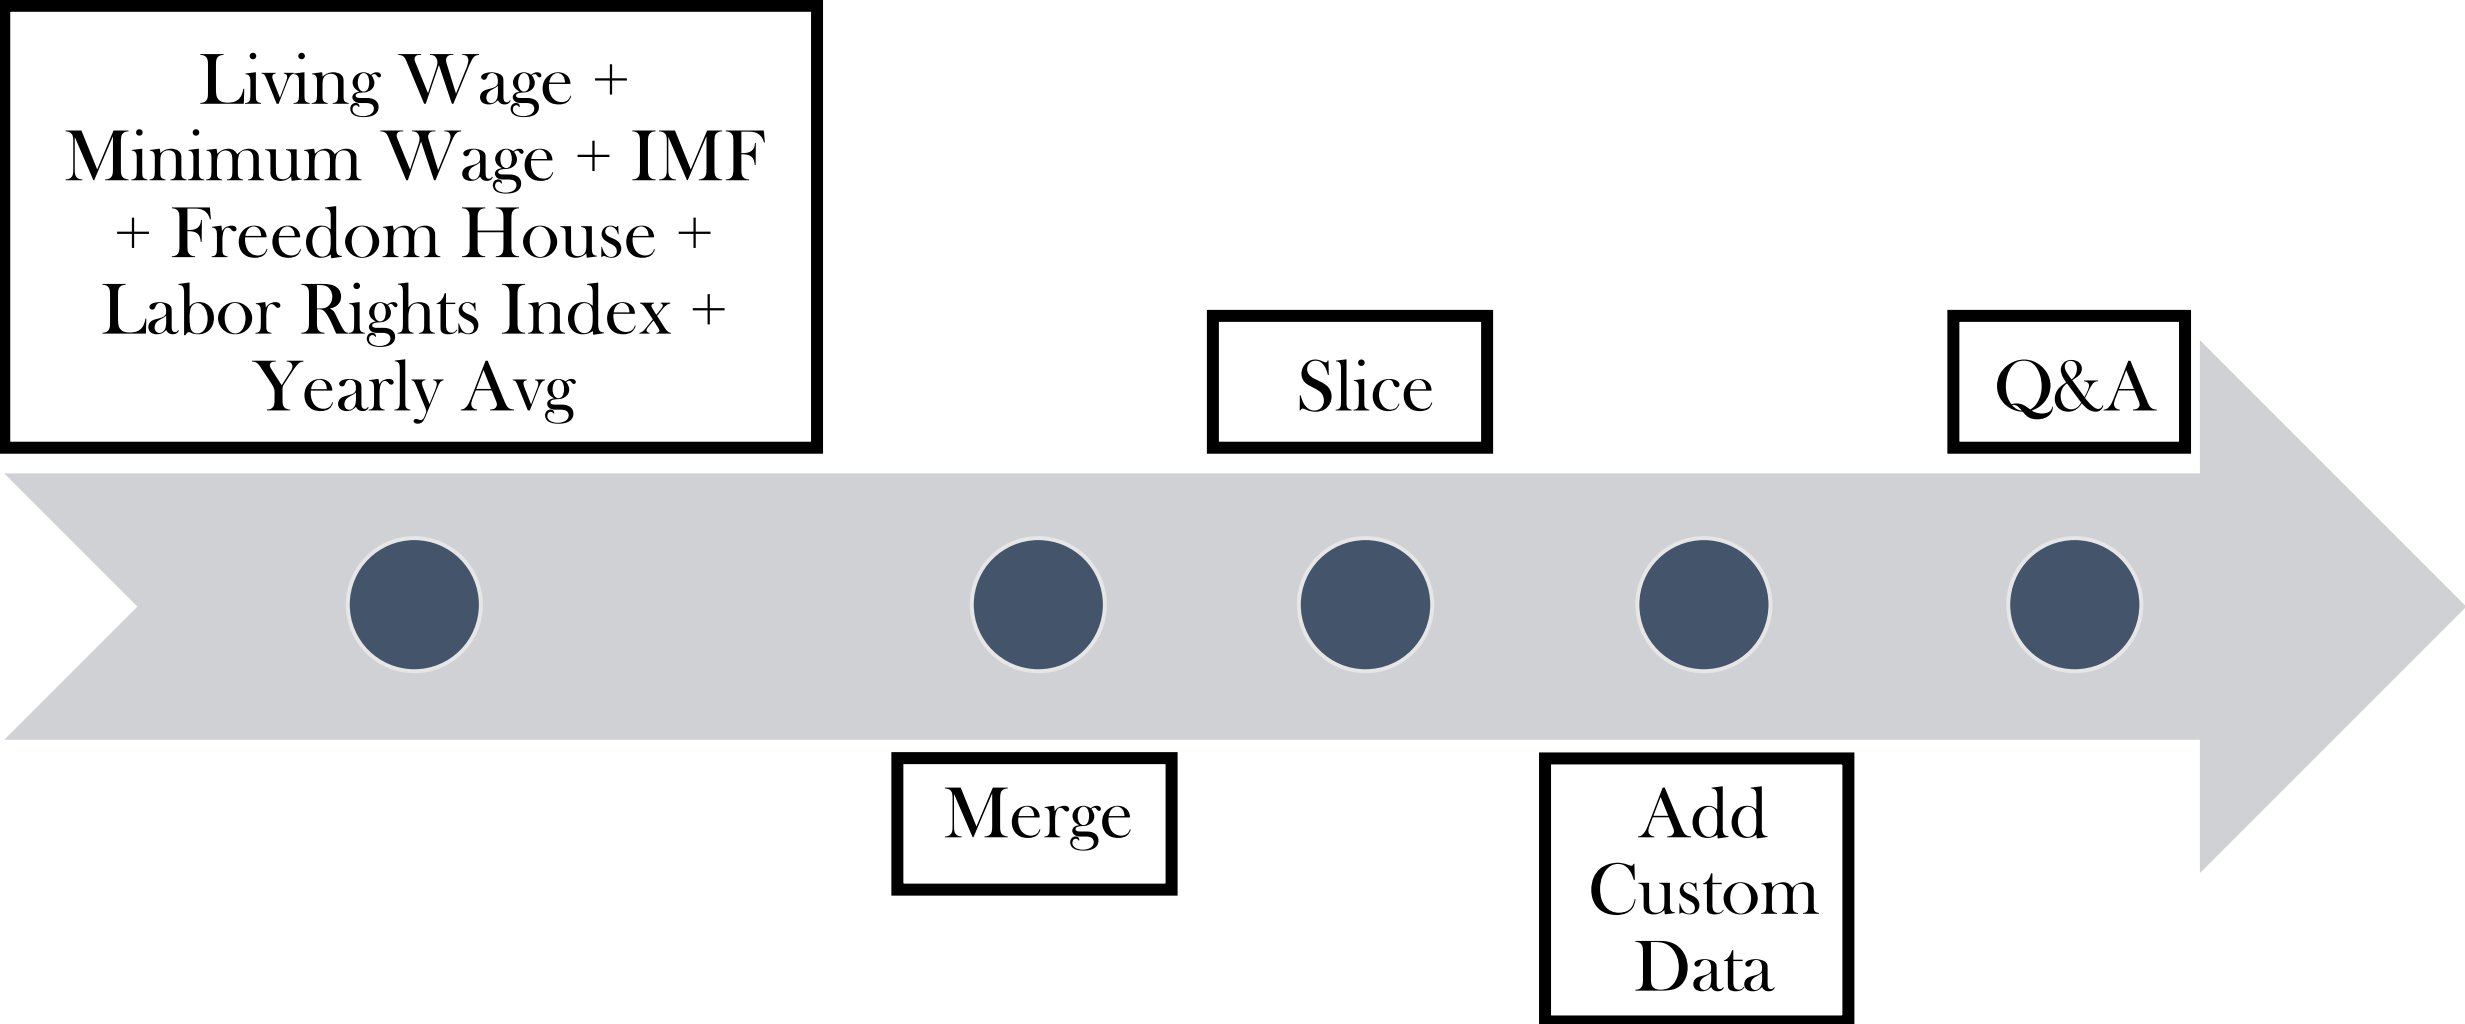 Living Wage +
Minimum Wage + IMF
+ Freedom House +
Labor Rights Index +
Yearly Avg
Merge
Slice
Add
Custom
Data
Q&A